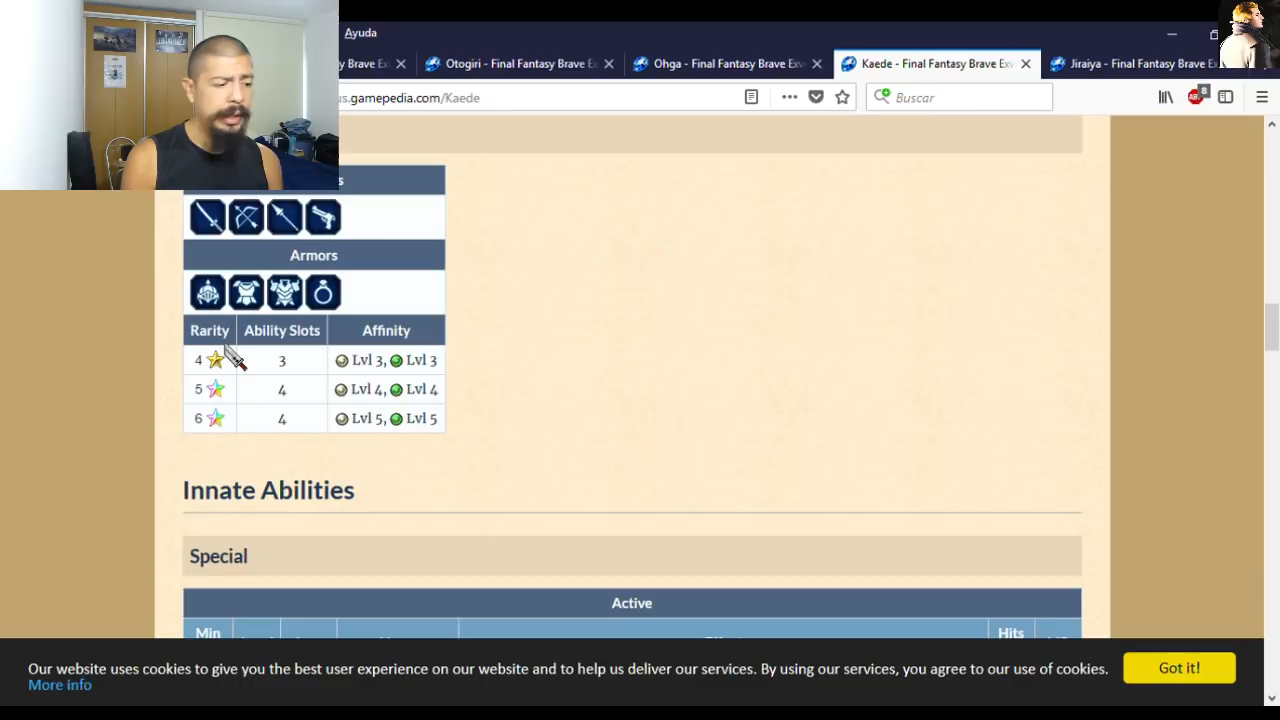 Ayuda
Brave Ex
Otogiri - Final Fantasy Brave E
Ohga - Final Fantasy Brave Ex
Kaede - Final Fantasy Brave Ex
Jiraiya - Final Fantasy Brave E
us.gamepedia.com/Kaede
Buscar
8
s
Armors
Rarity Ability Slots Affinity
4 3 Lvl 3, Lvl 3
5 4 Lvl 4, Lvl 4
6 4 Lvl 5, Lvl 5
Innate Abilities
Special
Active
Min
Hits
Our website uses cookies to give you the best user experience on our website and to help us deliver our services. By using our services, you agree to our use of cookies.
More info
Got it!